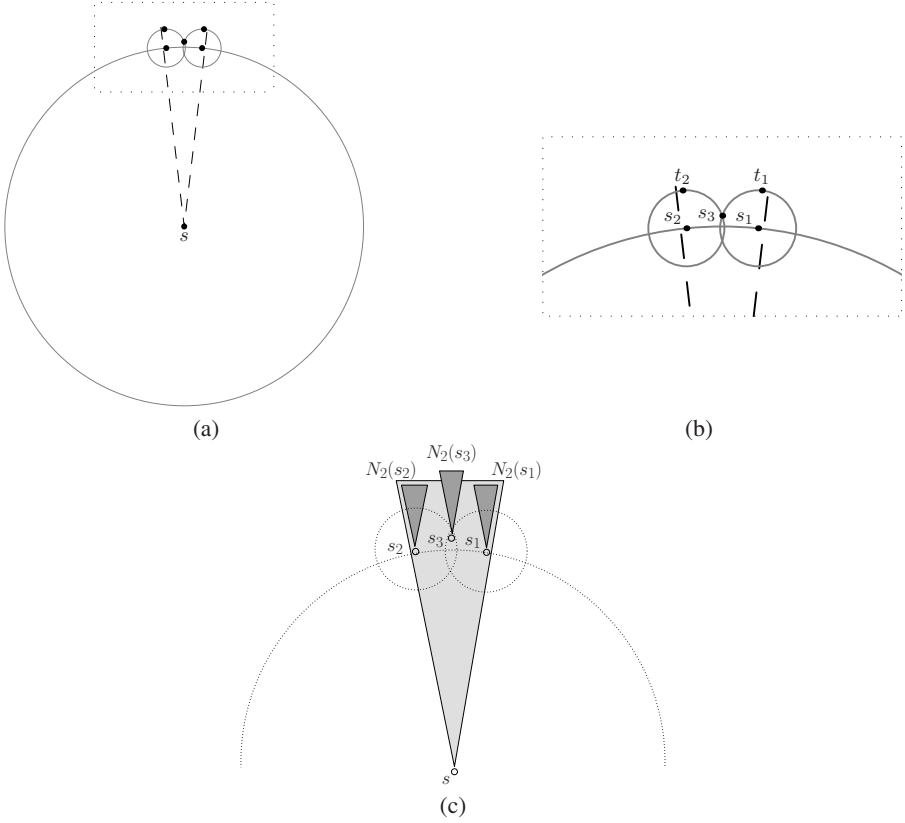 s
(a)
t₂ t₁
s₂ s₃ s₁
(b)
N₂(s₃)
N₂(s₂) N₂(s₁)
s₂ s₃ s₁
s
(c)